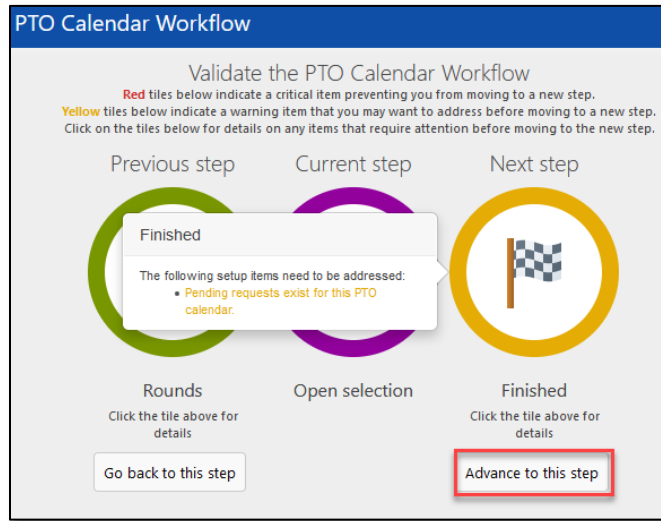 PTO Calendar Workflow
Validate the PTO Calendar Workflow
Red tiles below indicate a critical item preventing you from moving to a new step.
Yellow tiles below indicate a warning item that you may want to address before moving to a new step.
Click on the tiles below for details on any items that require attention before moving to the new step.
Previous step
Current step
Next step
Finished
The following setup items need to be addressed:
Pending requests exist for this PTO
calendar.
Rounds
Click the tile above for
details
Go back to this step
Open selection
Finished
Click the tile above for
details
Advance to this step